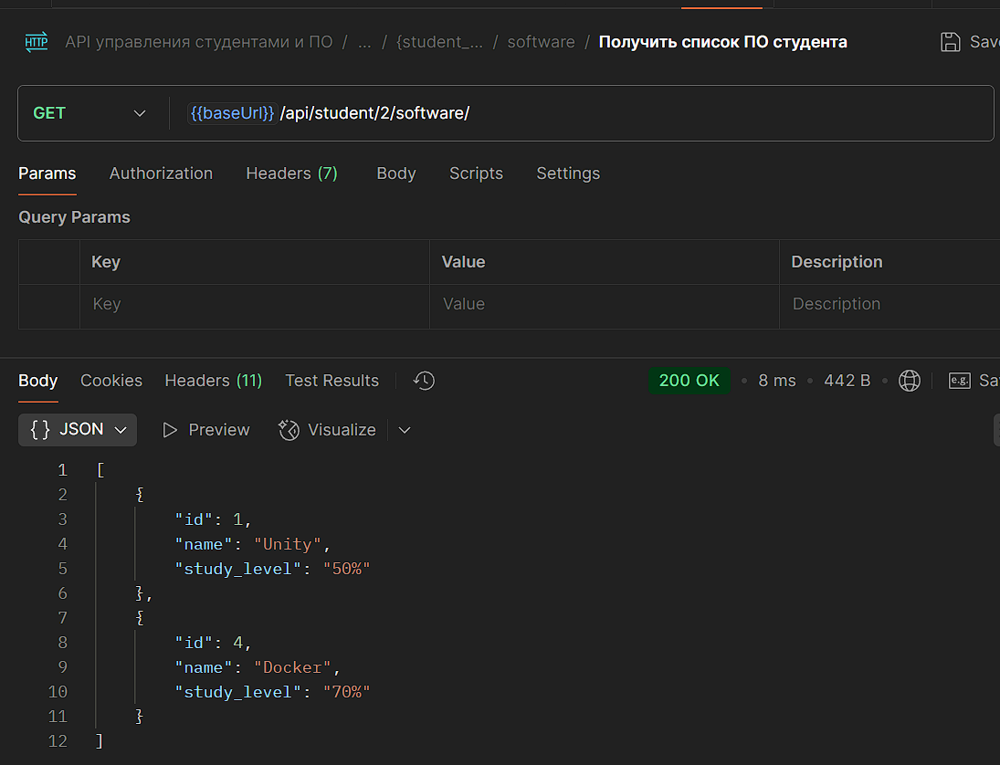 HTTP API управления студентами и ПО / ... / {student_... / software / Получить список ПО студента
GET {{baseUrl}} /api/student/2/software/
Params Authorization Headers (7) Body Scripts Settings
Query Params
Key Value Description
Key Value Description
Body Cookies Headers (11) Test Results 200 OK • 8 ms • 442 B • e.g.
{ } JSON Preview Visualize
1 [
2 {
3 "id": 1,
4 "name": "Unity",
5 "study_level": "50%"
6 },
7 {
8 "id": 4,
9 "name": "Docker",
10 "study_level": "70%"
11 }
12 ]